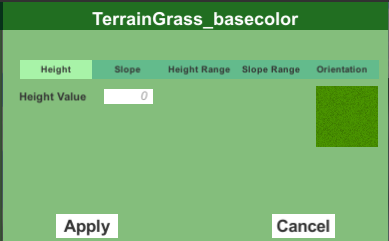 TerrainGrass_basecolor
Height Slope Height Range Slope Range Orientation
Height Value 0
Apply Cancel